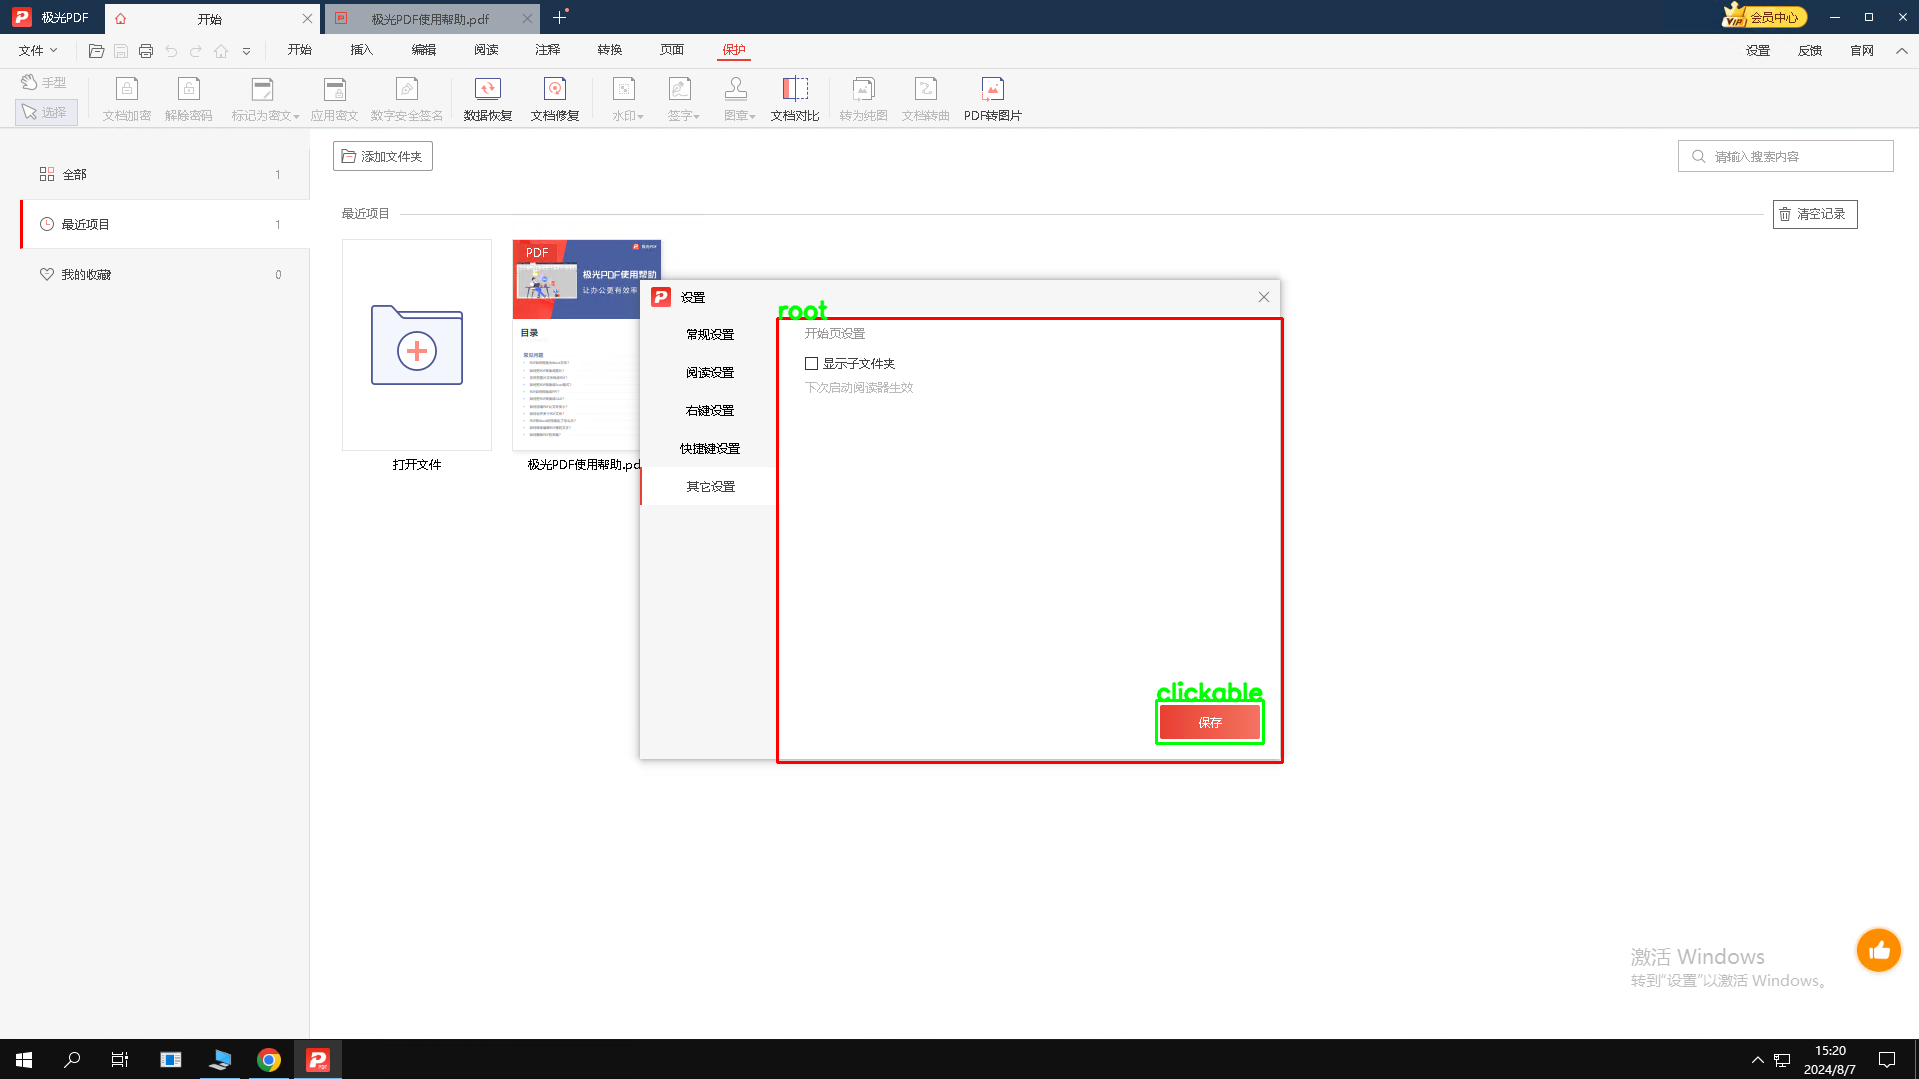 极光PDF
开始
极光PDF使用帮助.pdf
VIP 会员中心
文件
开始 插入 编辑 阅读 注释 转换 页面 保护
设置 反馈 官网
手型
选择
文档加密 解除密码 标记为密文 应用密文 数字安全签名 数据恢复 文档修复 水印 签字 图章 文档对比 转为纯图 文档转曲 PDF转图片
全部 1
最近项目 1
我的收藏 0
添加文件夹
请输入搜索内容
最近项目
清空记录
PDF
极光PDF
极光PDF使用帮助
让办公更有效率
目录
常见问题
打开文件
极光PDF使用帮助.pd
设置
常规设置
阅读设置
右键设置
快捷键设置
其它设置
root
开始页设置
显示子文件夹
下次启动阅读器生效
clickable
保存
激活 Windows
转到“设置”以激活 Windows。
15:20
2024/8/7